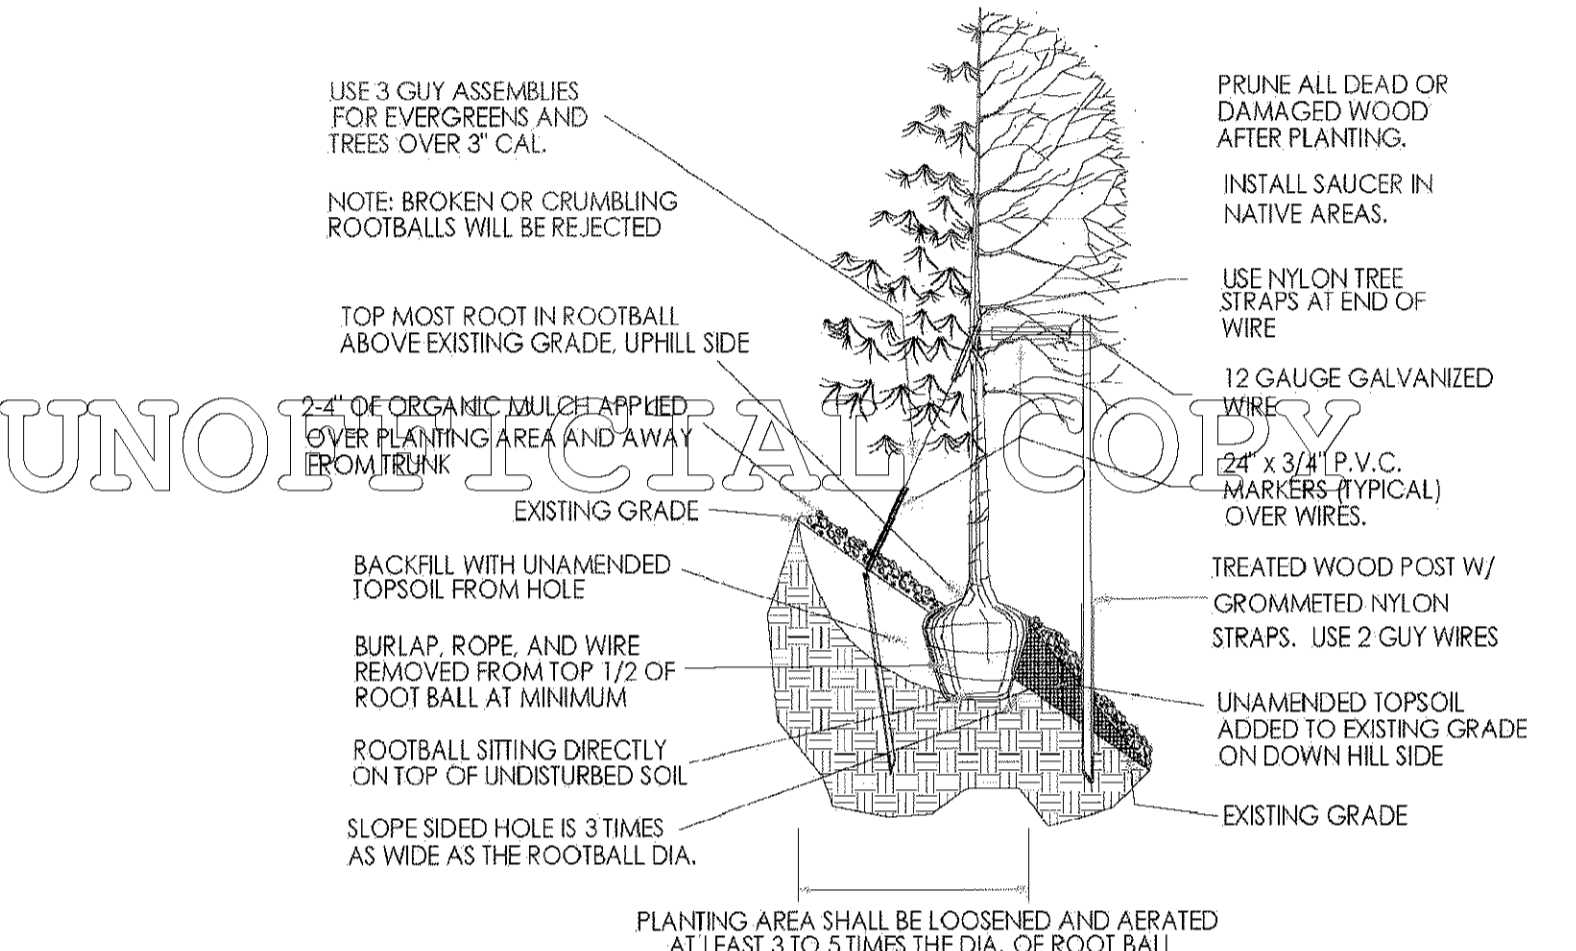 USE 3 GUY ASSEMBLIES
FOR EVERGREENS AND
TREES OVER 3" CAL.
NOTE: BROKEN OR CRUMBLING
ROOTBALLS WILL BE REJECTED
TOP MOST ROOT IN ROOTBALL
ABOVE EXISTING GRADE, UPHILL SIDE
2-4" OF ORGANIC MULCH APPLIED
OVER PLANTING AREA AND AWAY
FROM TRUNK
EXISTING GRADE
BACKFILL WITH UNAMENDED
TOPSOIL FROM HOLE
BURLAP, ROPE, AND WIRE
REMOVED FROM TOP 1/2 OF
ROOT BALL AT MINIMUM
ROOTBALL SITTING DIRECTLY
ON TOP OF UNDISTURBED SOIL
SLOPE SIDED HOLE IS 3 TIMES
AS WIDE AS THE ROOTBALL DIA.
PRUNE ALL DEAD OR
DAMAGED WOOD
AFTER PLANTING.
INSTALL SAUCER IN
NATIVE AREAS.
USE NYLON TREE
STRAPS AT END OF
WIRE
12 GAUGE GALVANIZED
WIRE
24" x 3/4" P.V.C.
MARKERS (TYPICAL)
OVER WIRES.
TREATED WOOD POST W/
GROMMETED NYLON
STRAPS. USE 2 GUY WIRES
UNAMENDED TOPSOIL
ADDED TO EXISTING GRADE
ON DOWN HILL SIDE
EXISTING GRADE
PLANTING AREA SHALL BE LOOSENED AND AERATED
AT LEAST 3 TO 5 TIMES THE DIA. OF ROOT BALL
UNOFFICIAL COPY